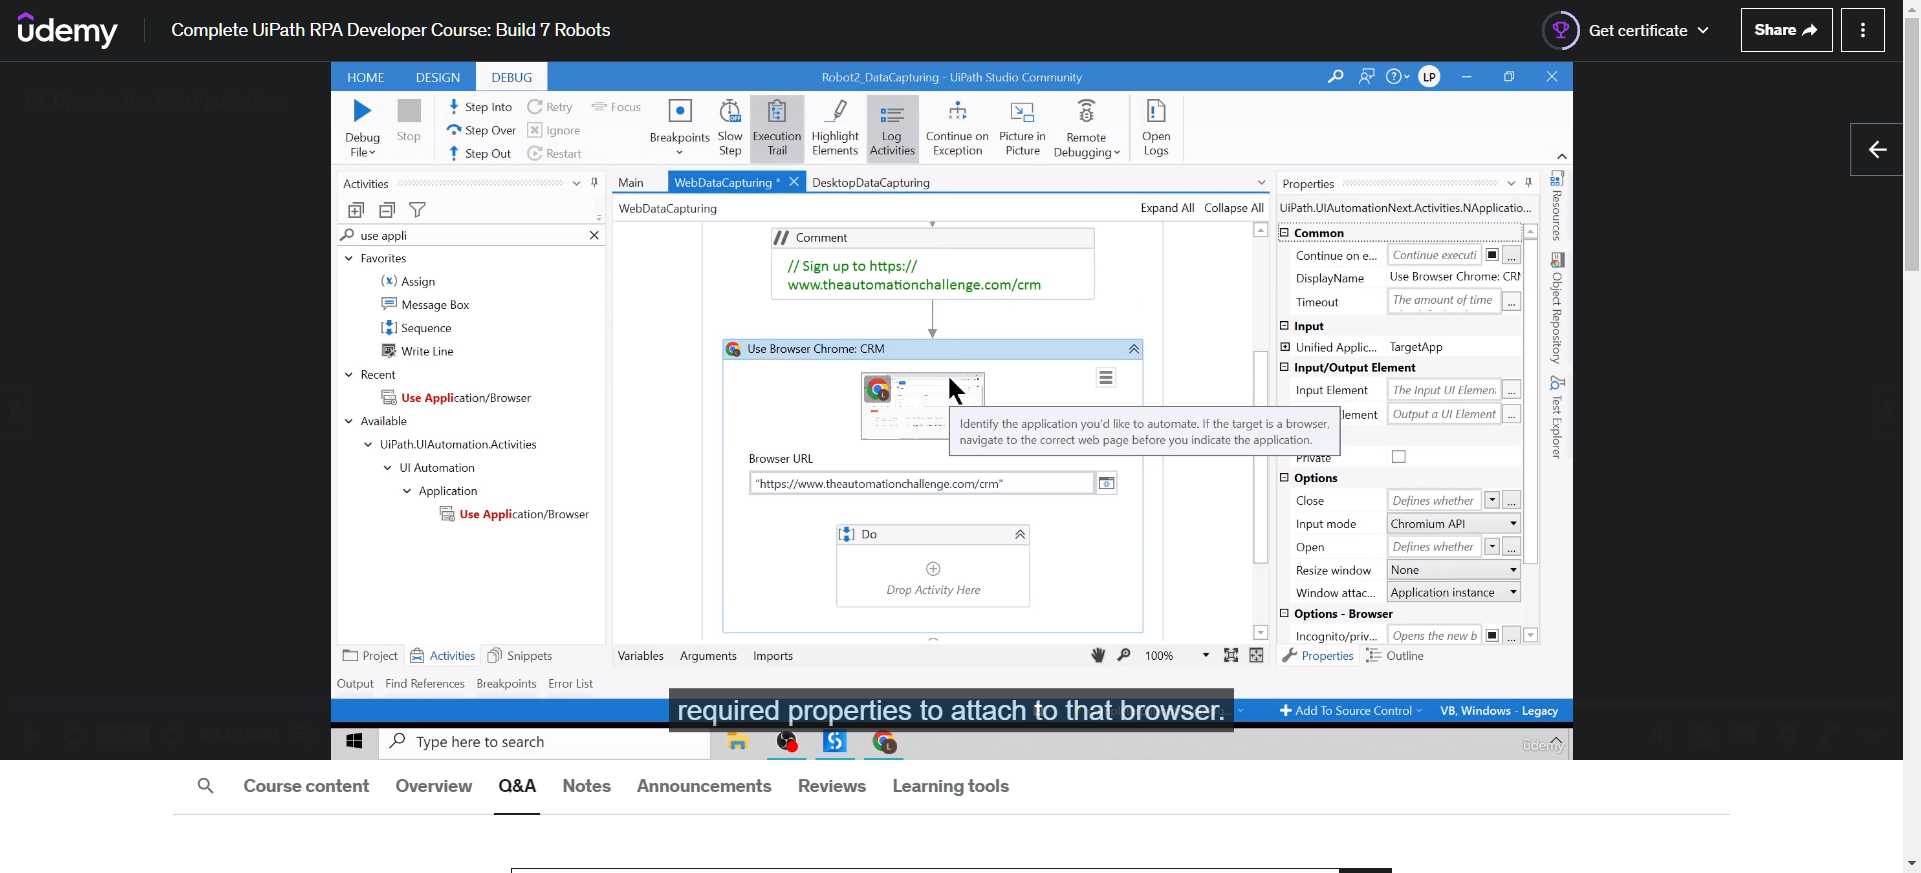 ûdemy
Complete UiPath RPA Developer Course: Build 7 Robots
Get certificate
Share
HOME DESIGN DEBUG
Robot2_DataCapturing - UiPath Studio Community
LP
Debug File
Stop
Step Into
Step Over
Step Out
Retry
Ignore
Restart
Focus
Breakpoints
Slow Step
Execution Trail
Highlight Elements
Log Activities
Continue on Exception
Picture in Picture
Remote Debugging
Open Logs
Activities
use appli
Favorites
Assign
Message Box
Sequence
Write Line
Recent
Use Application/Browser
Available
UiPath.UIAutomation.Activities
UI Automation
Application
Use Application/Browser
Project Activities Snippets
Main WebDataCapturing * DesktopDataCapturing
WebDataCapturing
Expand All Collapse All
// Comment
// Sign up to https://
www.theautomationchallenge.com/crm
Use Browser Chrome: CRM
Identify the application you'd like to automate. If the target is a browser,
navigate to the correct web page before you indicate the application.
Browser URL
"https://www.theautomationchallenge.com/crm"
Do
Drop Activity Here
Variables Arguments Imports
100%
Properties
UiPath.UIAutomationNext.Activities.NApplicatio...
Common
Continue on e... Continue executi
DisplayName Use Browser Chrome: CRM
Timeout The amount of time
Input
Unified Applic... TargetApp
Input/Output Element
Input Element The Input UI Element
lement Output a UI Element
Private
Options
Close Defines whether
Input mode Chromium API
Open Defines whether
Resize window None
Window attac... Application instance
Options - Browser
Incognito/priv... Opens the new b
Properties Outline
Resources
Object Repository
Test Explorer
Output Find References Breakpoints Error List
required properties to attach to that browser.
Add To Source Control VB, Windows - Legacy
Type here to search
ûdemy
Course content Overview Q&A Notes Announcements Reviews Learning tools